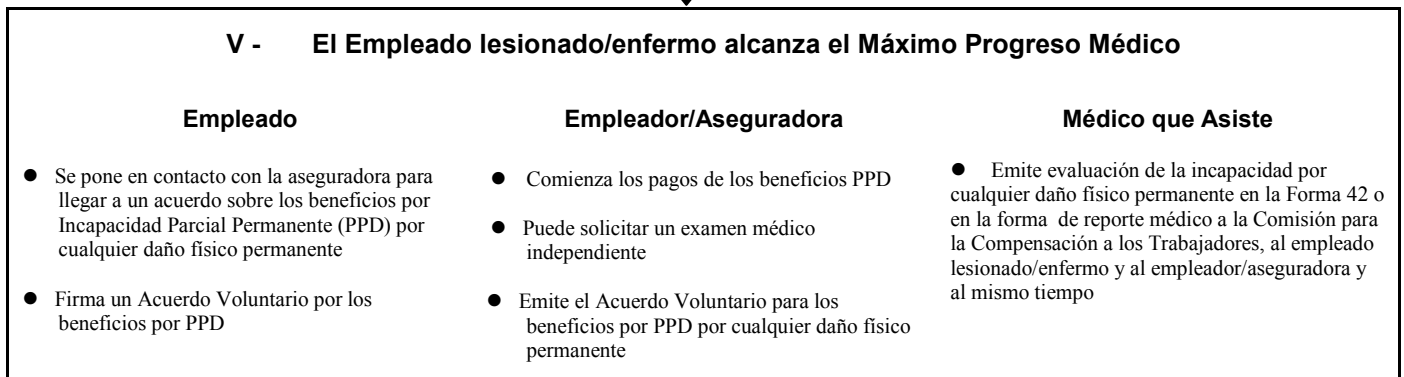 V - El Empleado lesionado/enfermo alcanza el Máximo Progreso Médico
Empleado
● Se pone en contacto con la aseguradora para
llegar a un acuerdo sobre los beneficios por
Incapacidad Parcial Permanente (PPD) por
cualquier daño físico permanente
● Firma un Acuerdo Voluntario por los
beneficios por PPD
Empleador/Aseguradora
● Comienza los pagos de los beneficios PPD
● Puede solicitar un examen médico
independiente
● Emite el Acuerdo Voluntario para los
beneficios por PPD por cualquier daño físico
permanente
Médico que Asiste
● Emite evaluación de la incapacidad por
cualquier daño físico permanente en la Forma 42 o
en la forma de reporte médico a la Comisión para
la Compensación a los Trabajadores, al empleado
lesionado/enfermo y al empleador/aseguradora y
al mismo tiempo